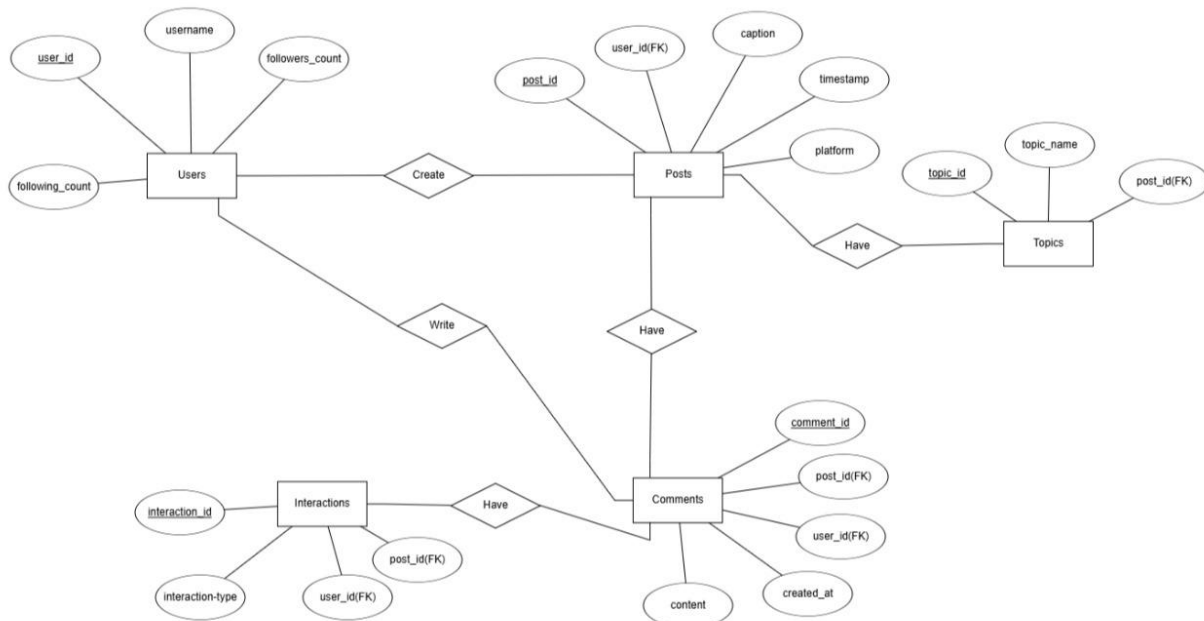 username
user_id
followers_count
following_count
Users
Create
post_id
user_id(FK)
caption
timestamp
platform
Posts
topic_id
topic_name
post_id(FK)
Topics
Have
Write
Have
comment_id
post_id(FK)
user_id(FK)
created_at
content
Comments
Have
Interactions
interaction_id
interaction-type
user_id(FK)
post_id(FK)